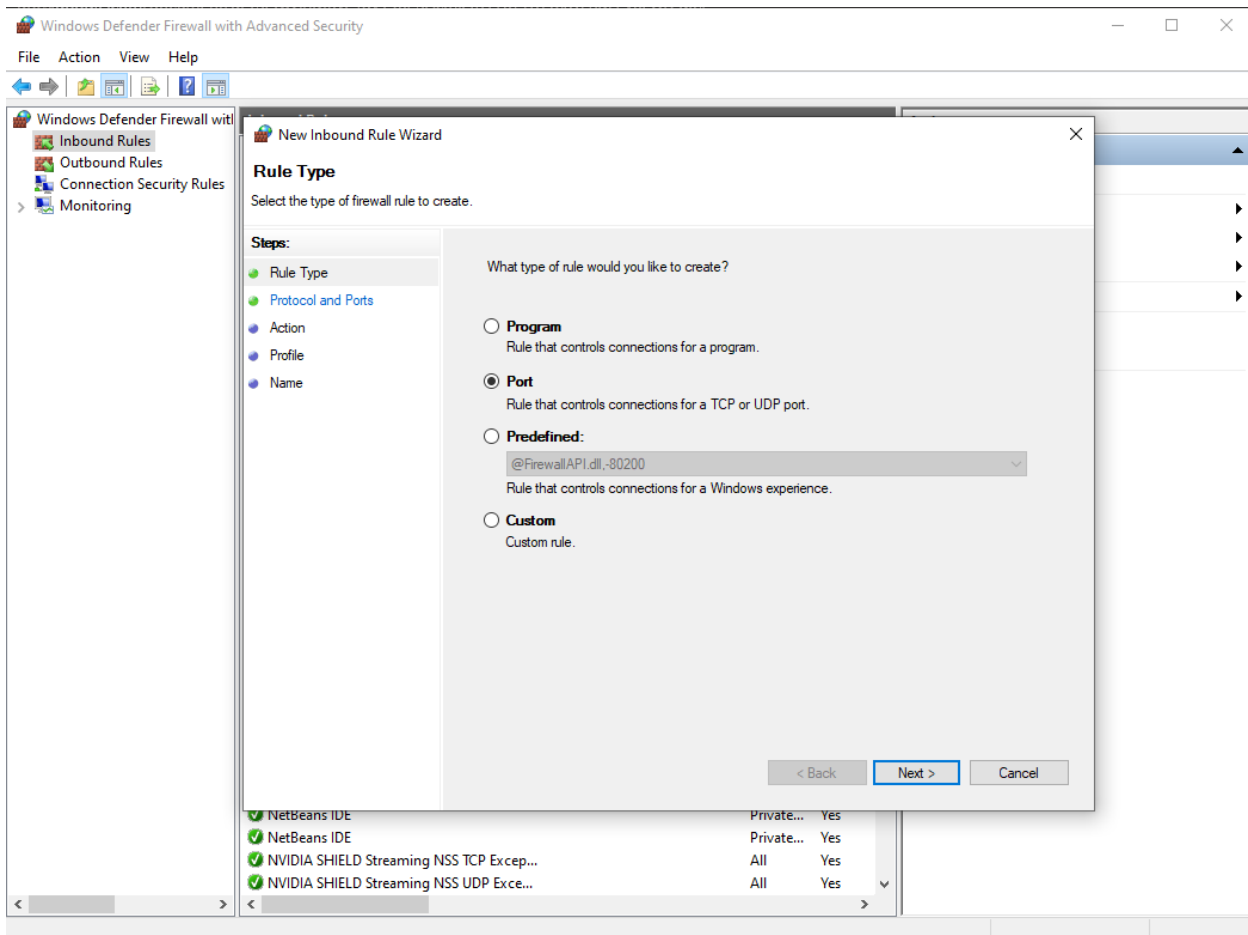 Windows Defender Firewall with Advanced Security
File Action View Help
Windows Defender Firewall witl
Inbound Rules
Outbound Rules
Connection Security Rules
Monitoring
New Inbound Rule Wizard
Rule Type
Select the type of firewall rule to create.
Steps:
Rule Type
Protocol and Ports
Action
Profile
Name
What type of rule would you like to create?
Program
Rule that controls connections for a program.
Port
Rule that controls connections for a TCP or UDP port.
Predefined:
@FirewallAPI.dll,-80200
Rule that controls connections for a Windows experience.
Custom
Custom rule.
< Back Next > Cancel
NetBeans IDE Private... Yes
NetBeans IDE Private... Yes
NVIDIA SHIELD Streaming NSS TCP Excep... All Yes
NVIDIA SHIELD Streaming NSS UDP Exce... All Yes